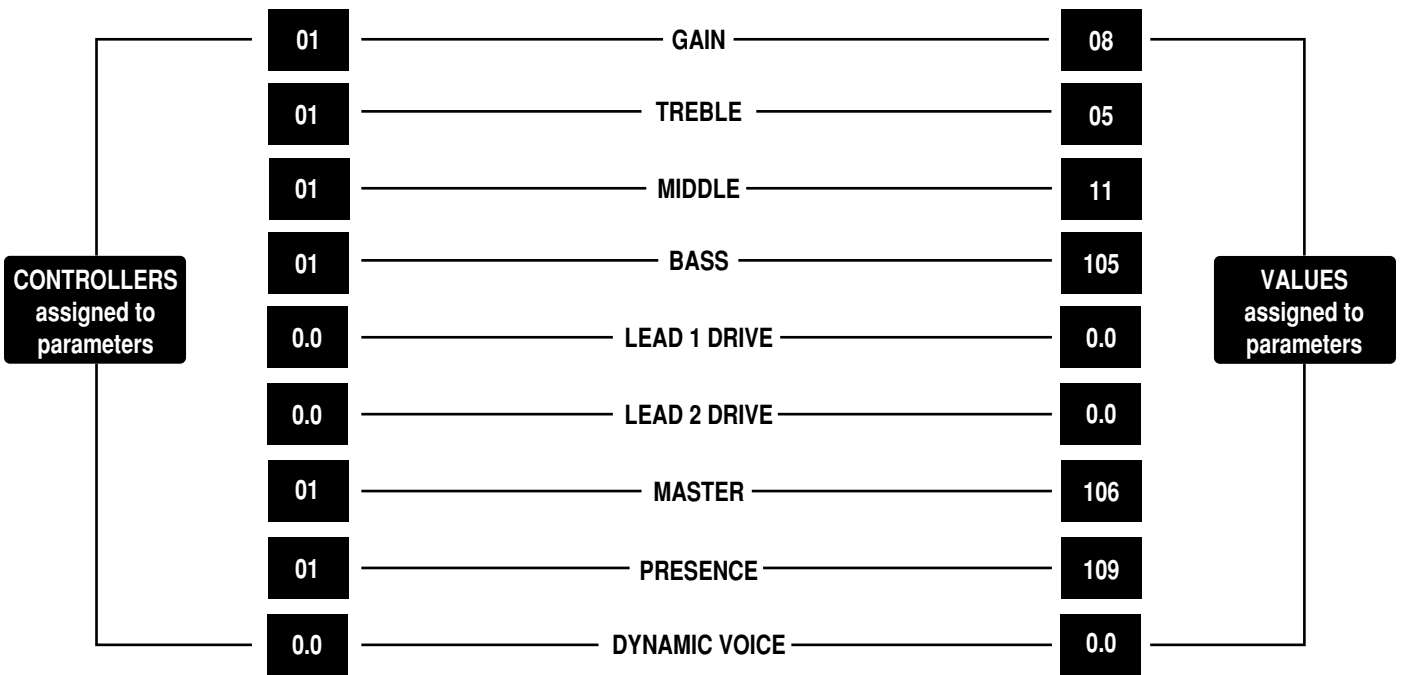 01 GAIN 08
01 TREBLE 05
01 MIDDLE 11
01 BASS 105
CONTROLLERS
assigned to
parameters
VALUES
assigned to
parameters
0.0 LEAD 1 DRIVE 0.0
0.0 LEAD 2 DRIVE 0.0
01 MASTER 106
01 PRESENCE 109
0.0 DYNAMIC VOICE 0.0